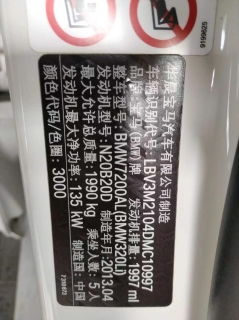 华晨宝马汽车有限公司制造
车辆识别代号: LBV3M2104DMC10997
品牌: 宝马(BMW)牌
整车型号: BMW7200AL(BMW320Li)
发动机型号: N20B20D 发动机排量: 1997 ml
最大允许总质量: 1990 kg 制造年月: 2013.04
发动机最大净功率: 135 kW 乘坐人数: 5人
颜色代码/色圈: 3000 制造国: 中国